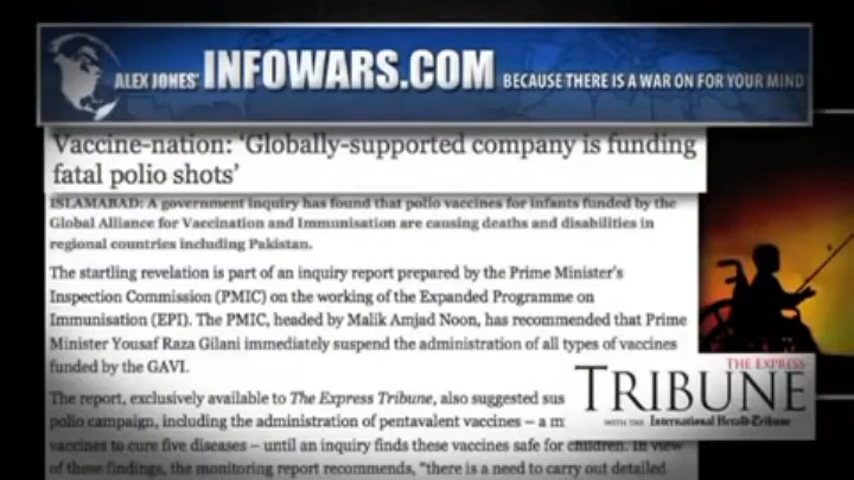 ALEX JONES' INFOWARS.COM BECAUSE THERE IS A WAR ON FOR YOUR MIND
Vaccine-nation: 'Globally-supported company is funding
fatal polio shots'
ISLAMABAD: A government inquiry has found that polio vaccines for infants funded by the
Global Alliance for Vaccination and Immunisation are causing deaths and disabilities in
regional countries including Pakistan.
The startling revelation is part of an inquiry report prepared by the Prime Minister's
Inspection Commission (PMIC) on the working of the Expanded Programme on
Immunisation (EPI). The PMIC, headed by Malik Amjad Noon, has recommended that Prime
Minister Yousaf Raza Gilani immediately suspend the administration of all types of vaccines
funded by the GAVI.
The report, exclusively available to The Express Tribune, also suggested sus
polio campaign, including the administration of pentavalent vaccines – a m
vaccines to cure five diseases – until an inquiry finds these vaccines safe for children. In view
of those findings, the monitoring report recommends, "there is a need to carry out detailed
THE EXPRESS
TRIBUNE
WITH THE International Herald Tribune